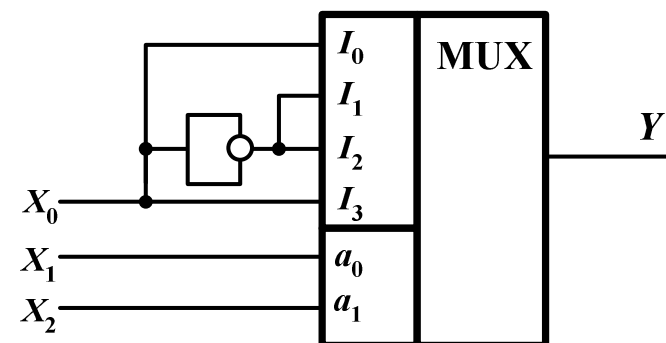 I₀
MUX
I₁
Y
I₂
I₃
X₀
X₁
a₀
X₂
a₁